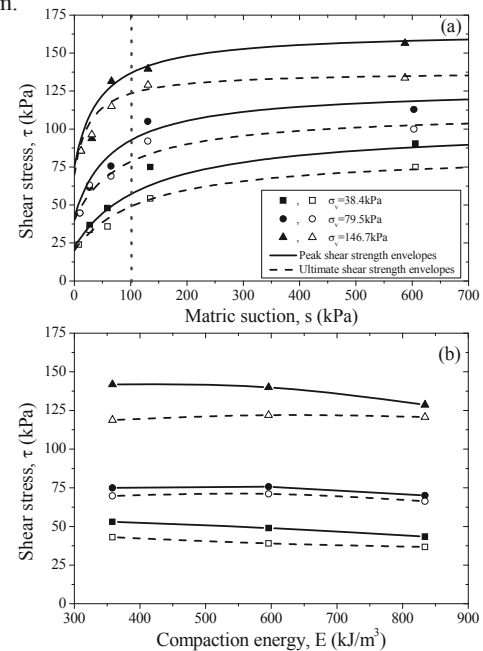 m.
(a)
175
150
125
100
75
50
25
0
Shear stress, τ (kPa)
■ , □ σv=38.4kPa
● , ○ σv=79.5kPa
▲ , △ σv=146.7kPa
Peak shear strength envelopes
Ultimate shear strength envelopes
0 100 200 300 400 500 600 700
Matric suction, s (kPa)
(b)
175
150
125
100
75
50
25
0
Shear stress, τ (kPa)
300 400 500 600 700 800 900
Compaction energy, E (kJ/m³)